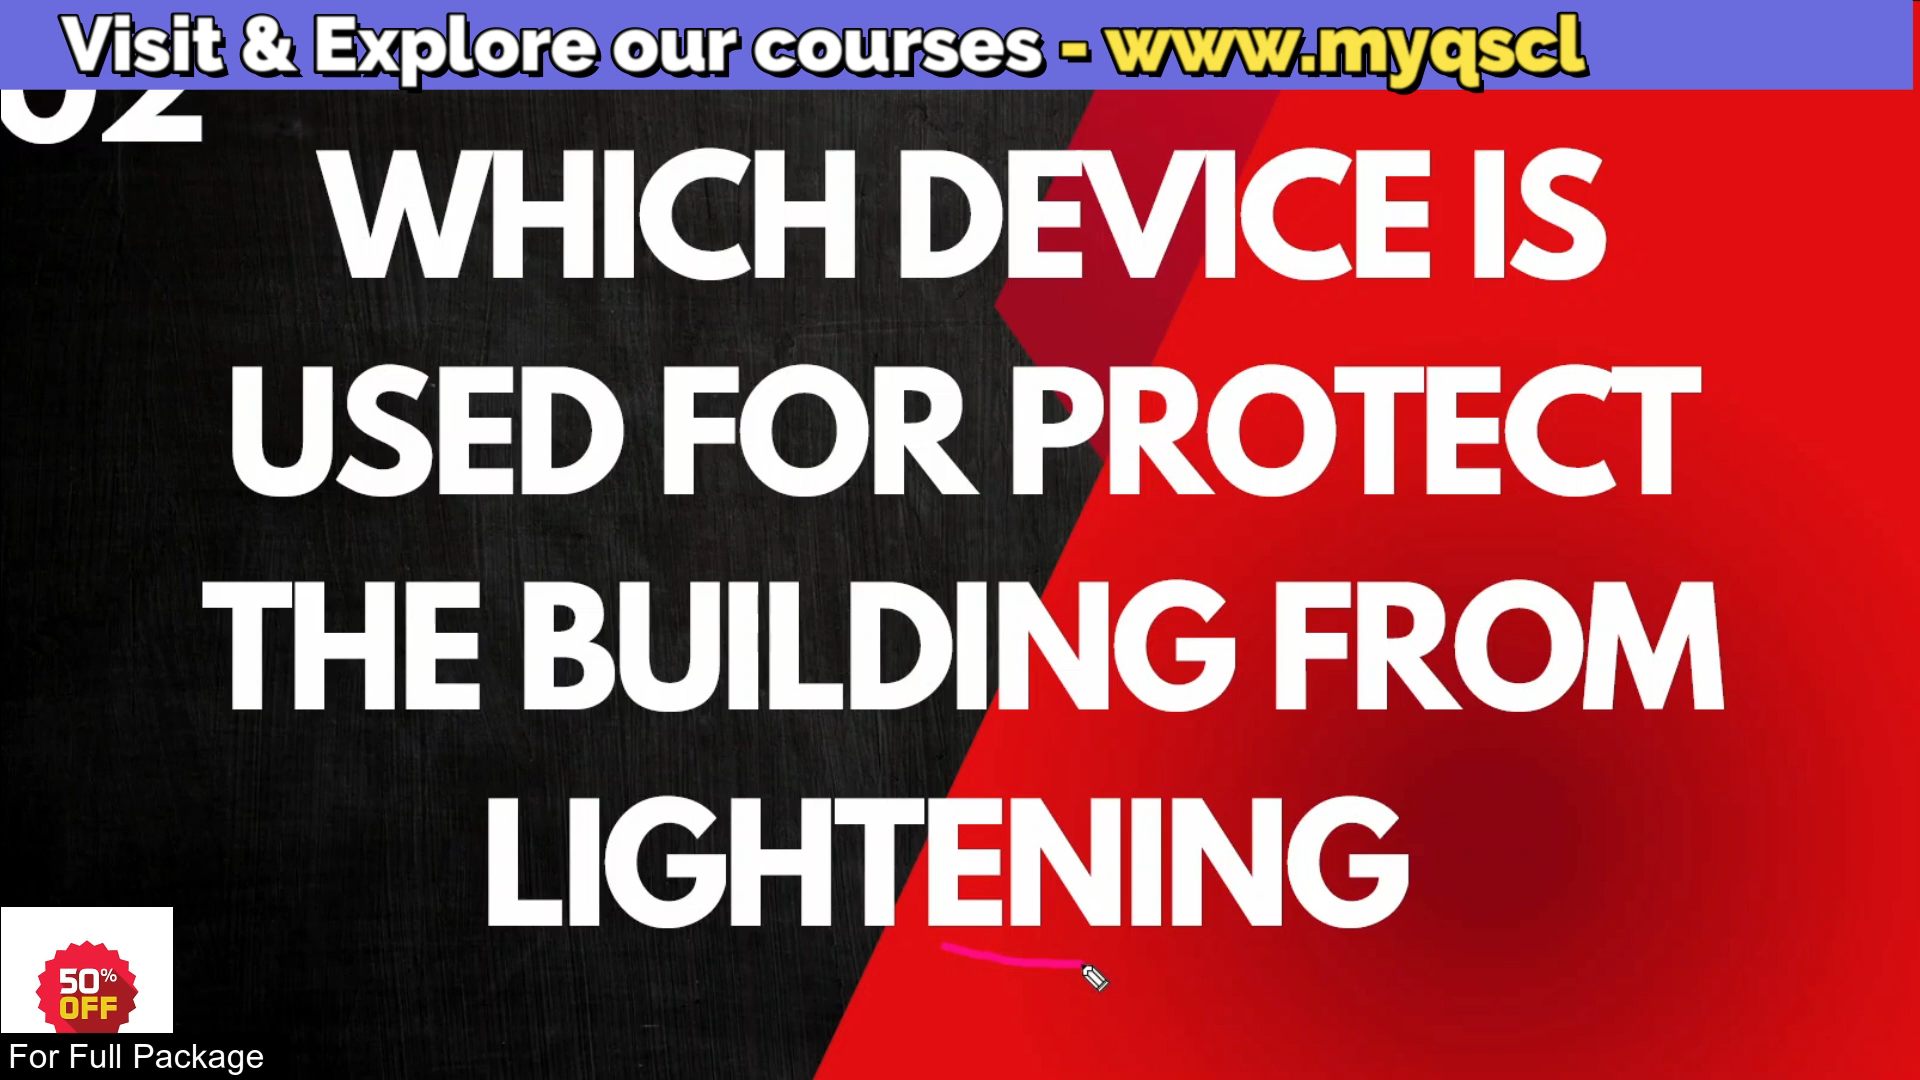 Visit & Explore our courses - www.myqscl
02
WHICH DEVICE IS
USED FOR PROTECT
THE BUILDING FROM
LIGHTENING
50% OFF
For Full Package